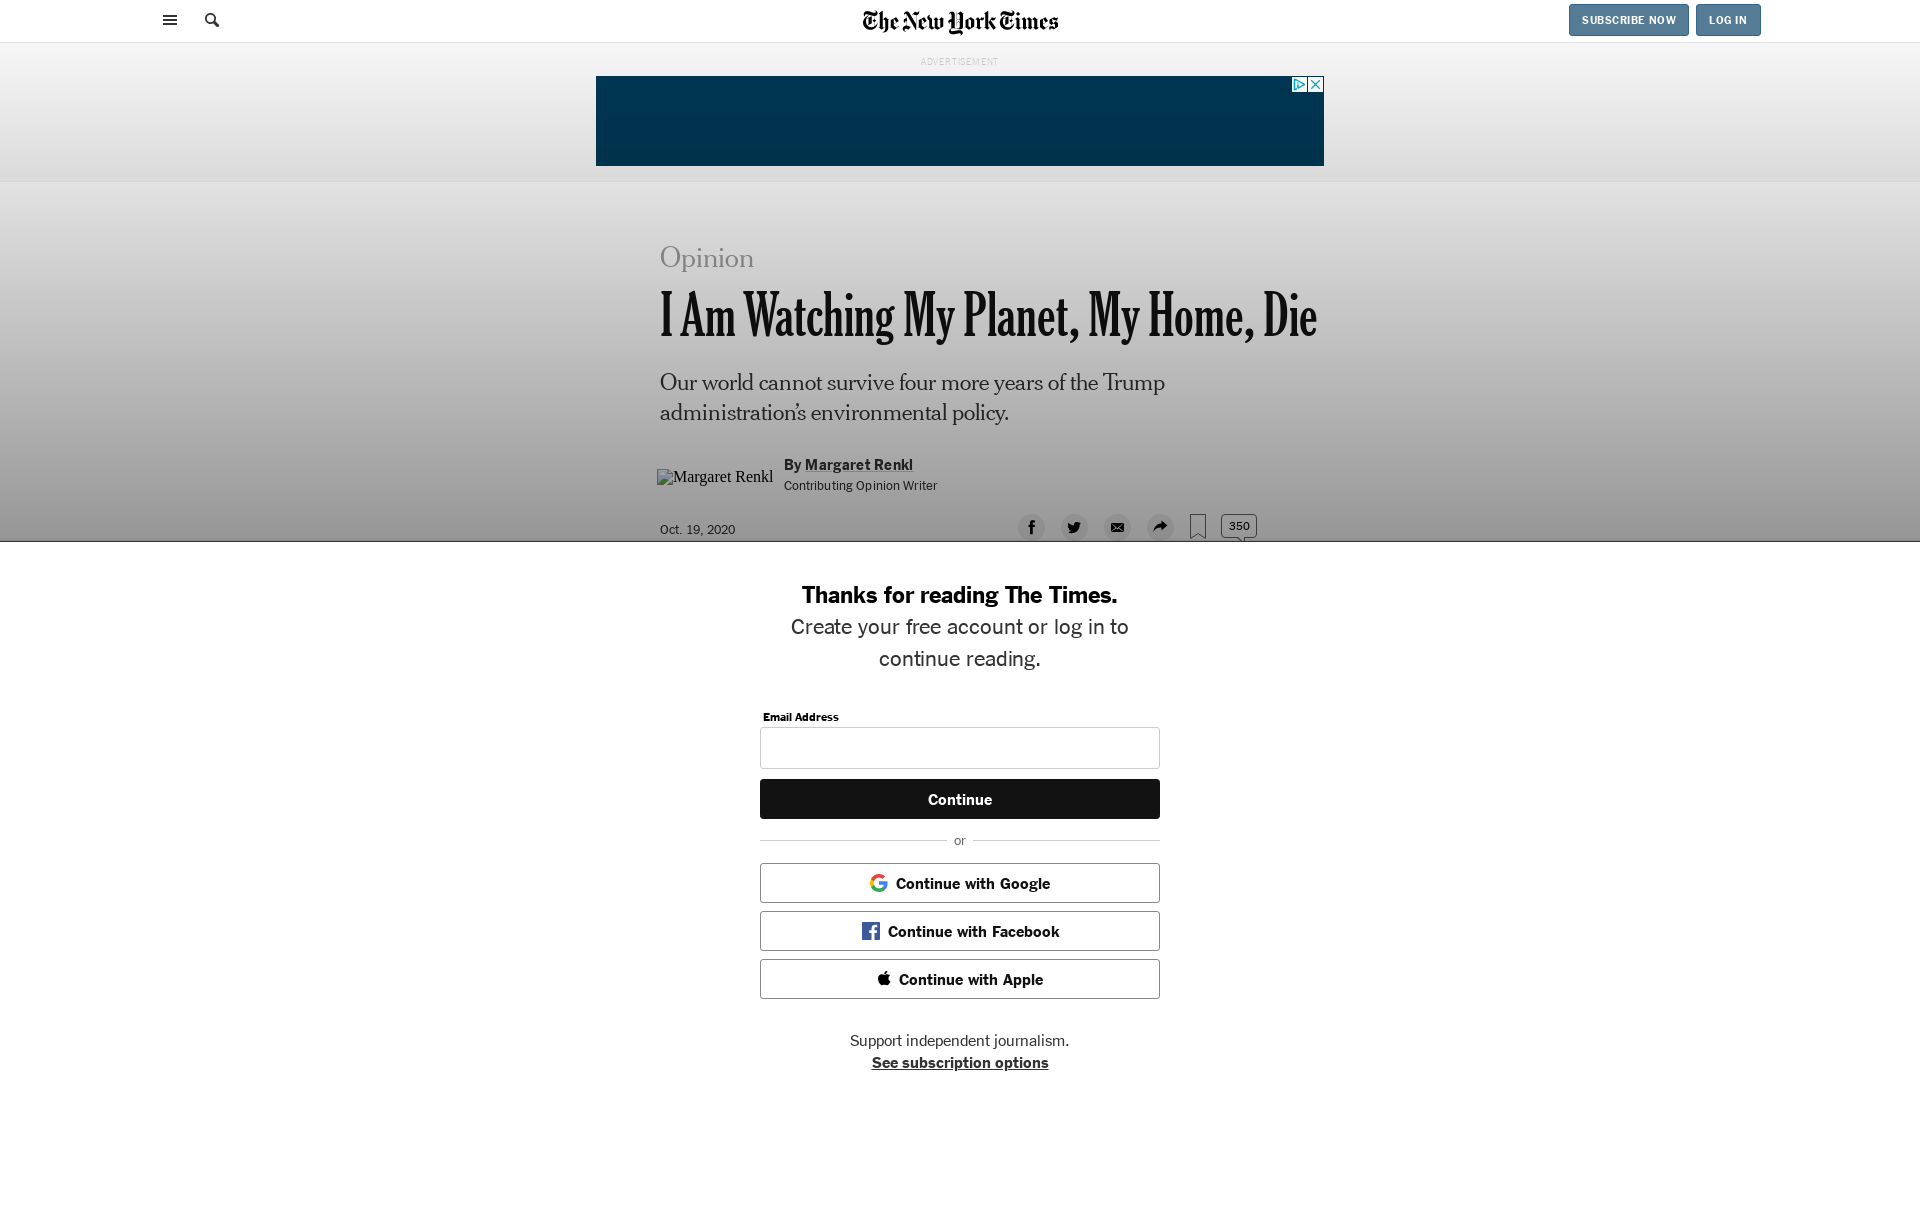 The New York Times
SUBSCRIBE NOW
LOG IN
ADVERTISEMENT
Opinion
I Am Watching My Planet, My Home, Die
Our world cannot survive four more years of the Trump
administration’s environmental policy.
Margaret Renkl
By Margaret Renkl
Contributing Opinion Writer
Oct. 19, 2020
350
Thanks for reading The Times.
Create your free account or log in to
continue reading.
Email Address
Continue
or
Continue with Google
Continue with Facebook
Continue with Apple
Support independent journalism.
See subscription options